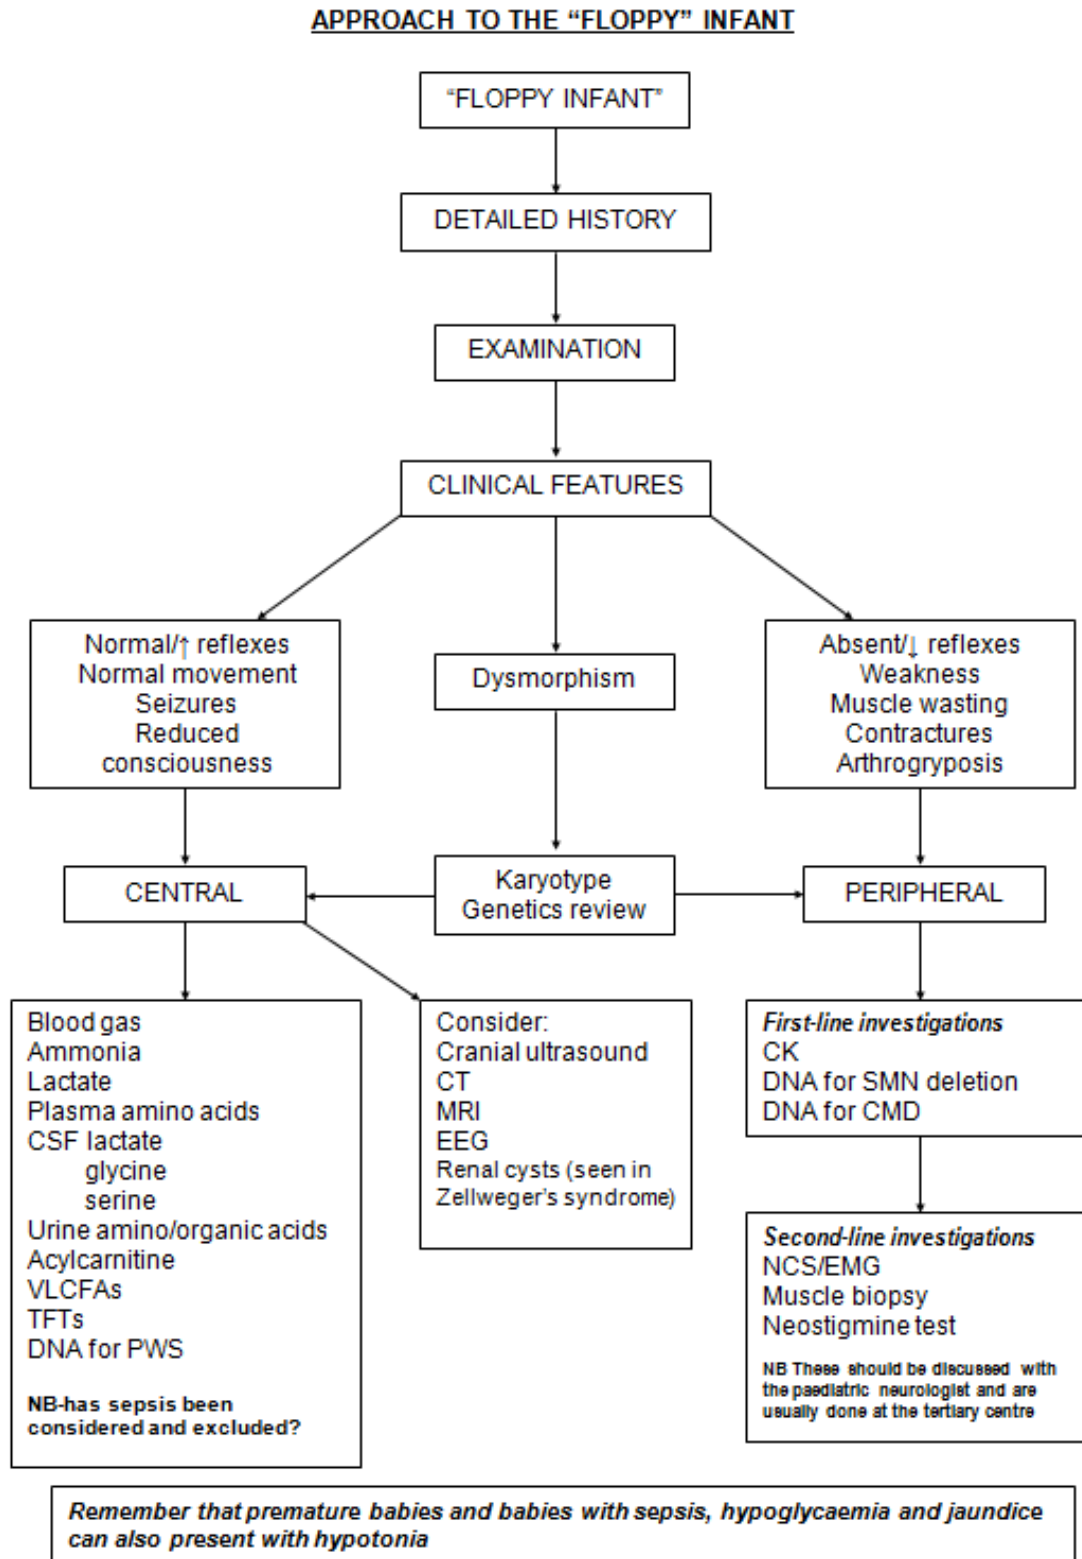 APPROACH TO THE “FLOPPY” INFANT
“FLOPPY INFANT”
DETAILED HISTORY
EXAMINATION
CLINICAL FEATURES
Normal/↑ reflexes
Normal movement
Seizures
Reduced
consciousness
Dysmorphism
Absent/↓ reflexes
Weakness
Muscle wasting
Contractures
Arthrogryposis
CENTRAL
Karyotype
Genetics review
PERIPHERAL
Blood gas
Ammonia
Lactate
Plasma amino acids
CSF lactate
glycine
serine
Urine amino/organic acids
Acylcarnitine
VLCFAs
TFTs
DNA for PWS
NB-has sepsis been
considered and excluded?
Consider:
Cranial ultrasound
CT
MRI
EEG
Renal cysts (seen in
Zellweger’s syndrome)
First-line investigations
CK
DNA for SMN deletion
DNA for CMD
Second-line investigations
NCS/EMG
Muscle biopsy
Neostigmine test
NB These should be discussed with
the paediatric neurologist and are
usually done at the tertiary centre
Remember that premature babies and babies with sepsis, hypoglycaemia and jaundice
can also present with hypotonia